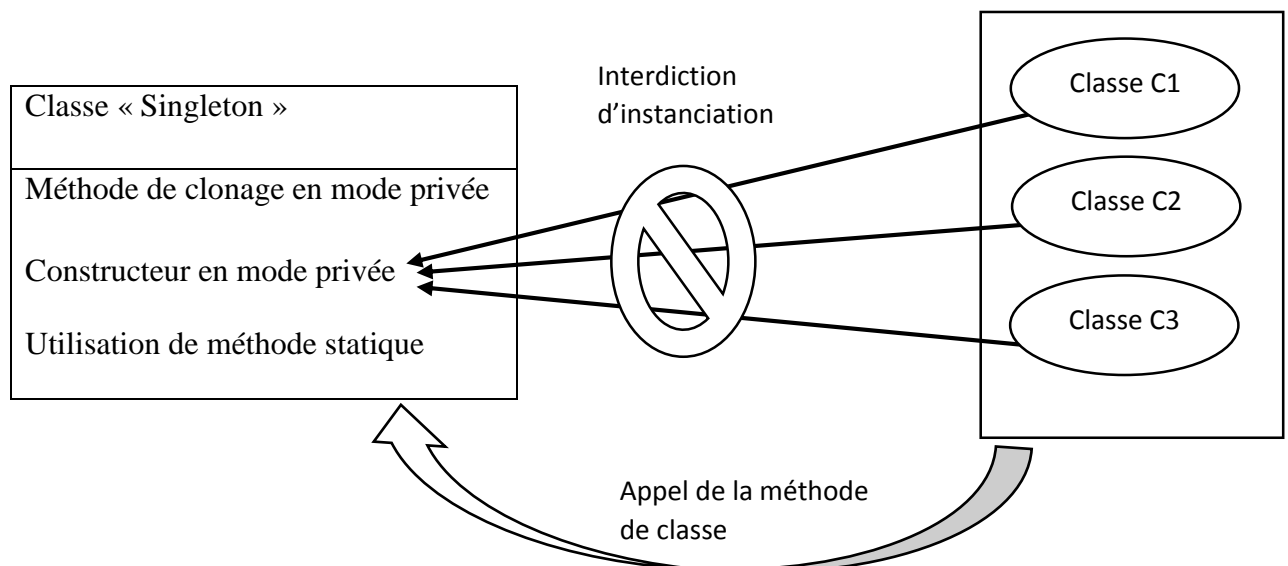 Classe « Singleton »
Méthode de clonage en mode privée
Constructeur en mode privée
Utilisation de méthode statique
Interdiction
d’instanciation
Classe C1
Classe C2
Classe C3
Appel de la méthode
de classe